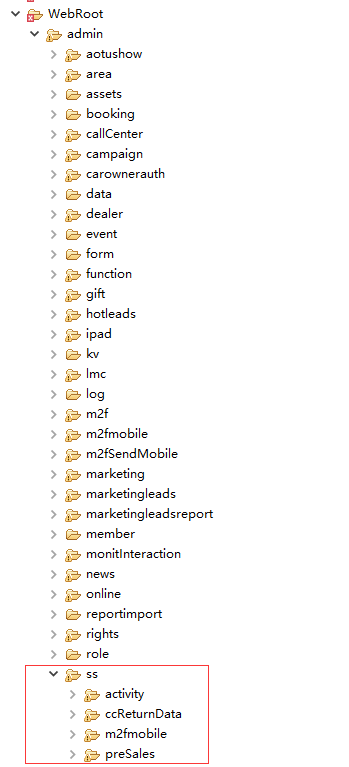 WebRoot
admin
aotushow
area
assets
booking
callCenter
campaign
carownerauth
data
dealer
event
form
function
gift
hotleads
ipad
kv
lmc
log
m2f
m2fmobile
m2fSendMobile
marketing
marketingleads
marketingleadsreport
member
monitInteraction
news
online
reportimport
rights
role
ss
activity
ccReturnData
m2fmobile
preSales